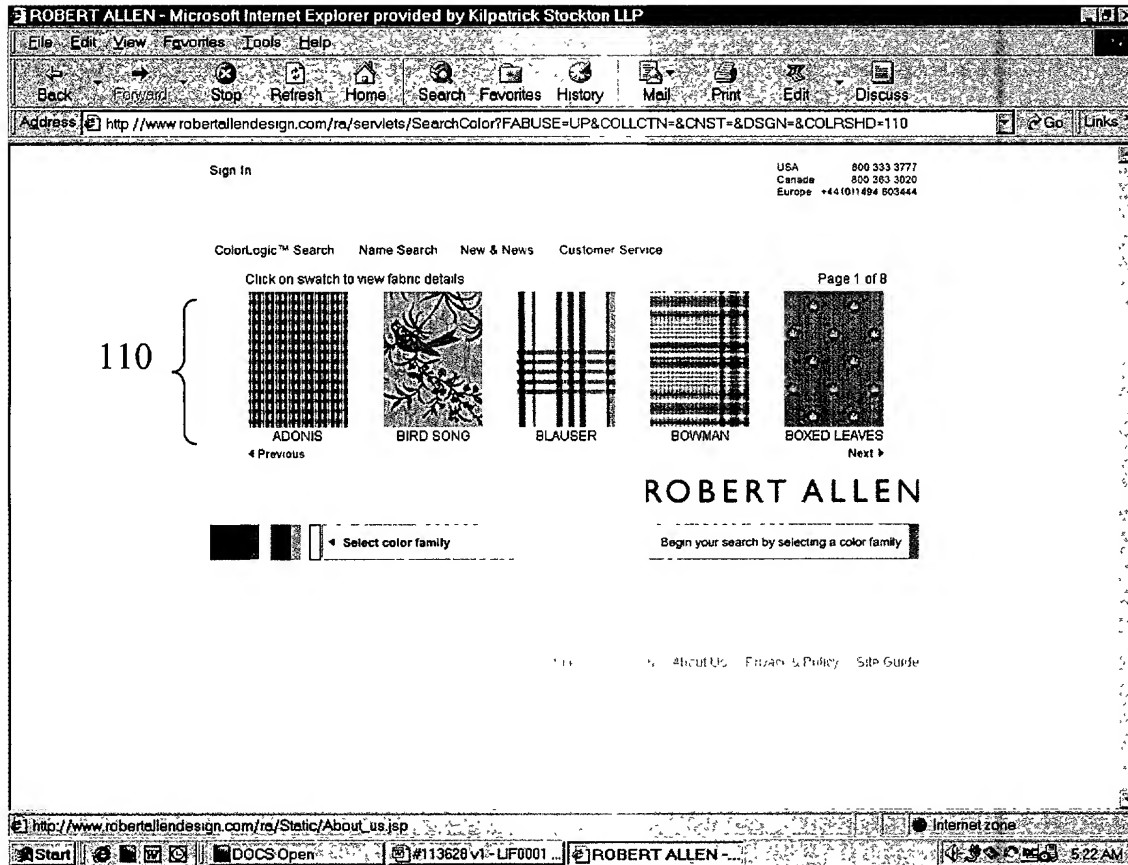 ROBERT ALLEN - Microsoft Internet Explorer provided by Kilpatrick Stockton LLP
File Edit View Favorites Tools Help
Back Forward Stop Refresh Home Search Favorites History Mail Print Edit Discuss
Address http //www robertallendesign.com/ra/servlets/SearchColor?FABUSE=UP&COLLCTN=&CNST=&DSGN=&COLRSHD=110 Go Links
Sign In
USA 800 333 3777
Canada 800 363 3020
Europe +44(0)1494 603444
ColorLogic™ Search Name Search New & News Customer Service
Click on swatch to view fabric details Page 1 of 8
110
ADONIS BIRD SONG BLAUSER BOWMAN BOXED LEAVES
Previous Next
ROBERT ALLEN
Select color family Begin your search by selecting a color family
About Us Privacy Policy Site Guide
http://www.robertallendesign.com/ra/Static/About_us.jsp Internet zone
Start DOCS Open #113628 v1 - LIF0001 ... ROBERT ALLEN -... 5:22 AM